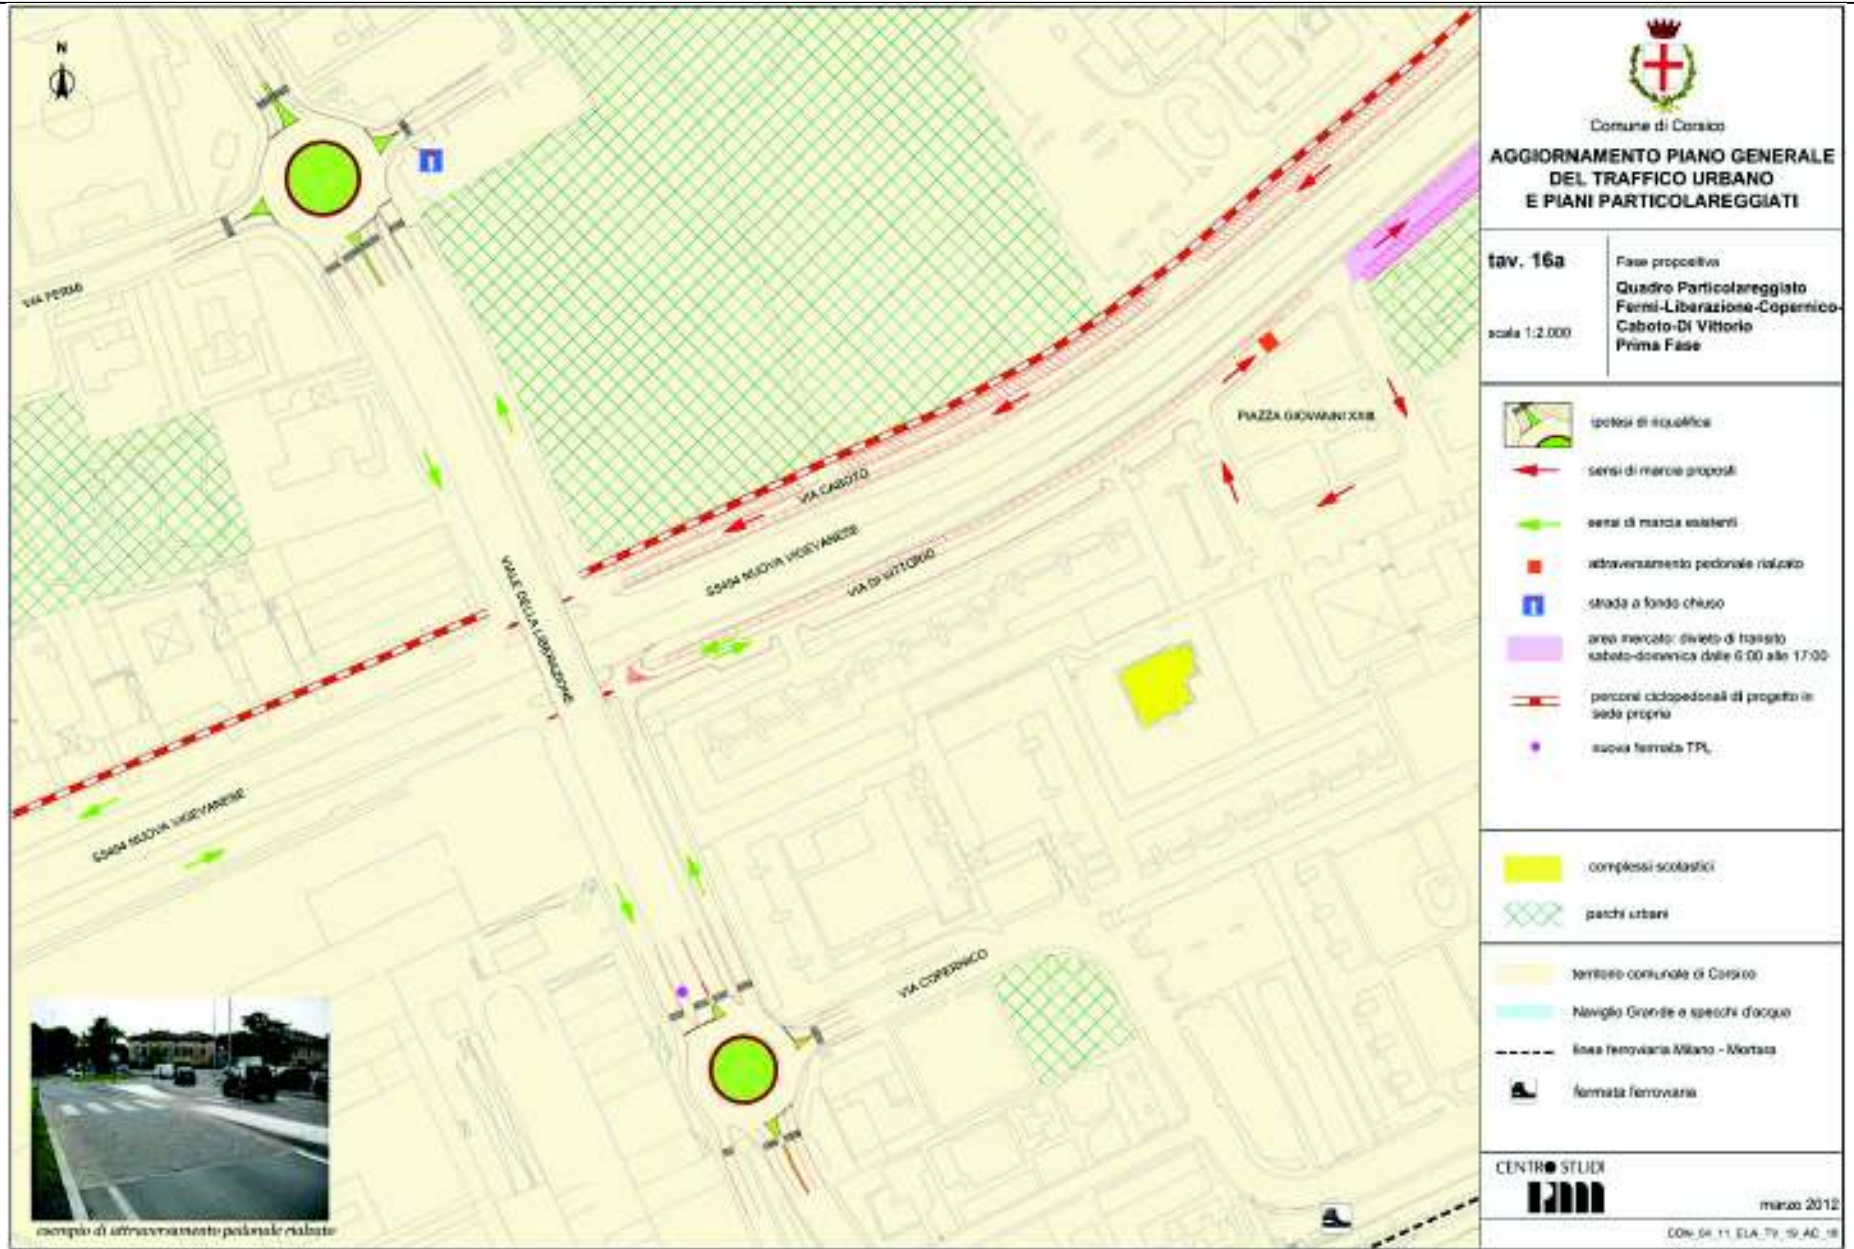 N
VIA FERMI
VIA CABOTO
SS494 NUOVA VIGEVANESE
VIA DI VITTORIO
PIAZZA GIOVANNI XXIII
VIALE DELLA LIBERAZIONE
SS494 NUOVA VIGEVANESE
VIA COPERNICO
esempio di attraversamento pedonale rialzato
Comune di Corsico
AGGIORNAMENTO PIANO GENERALE
DEL TRAFFICO URBANO
E PIANI PARTICOLAREGGIATI
tav. 16a
scala 1:2.000
Fase propositiva
Quadro Particolareggiato
Fermi-Liberazione-Copernico-
Caboto-Di Vittorio
Prima Fase
ipotesi di riqualifica
sensi di marcia proposti
sensi di marcia esistenti
attraversamento pedonale rialzato
strada a fondo chiuso
area mercato: divieto di transito
sabato-domenica dalle 6:00 alle 17:00
percorsi ciclopedonali di progetto in
sede propria
nuova fermata TPL
complessi scolastici
parchi urbani
territorio comunale di Corsico
Naviglio Grande e specchi d'acqua
linea ferroviaria Milano - Mortara
fermata ferroviaria
CENTRO STUDI
PIM
marzo 2012